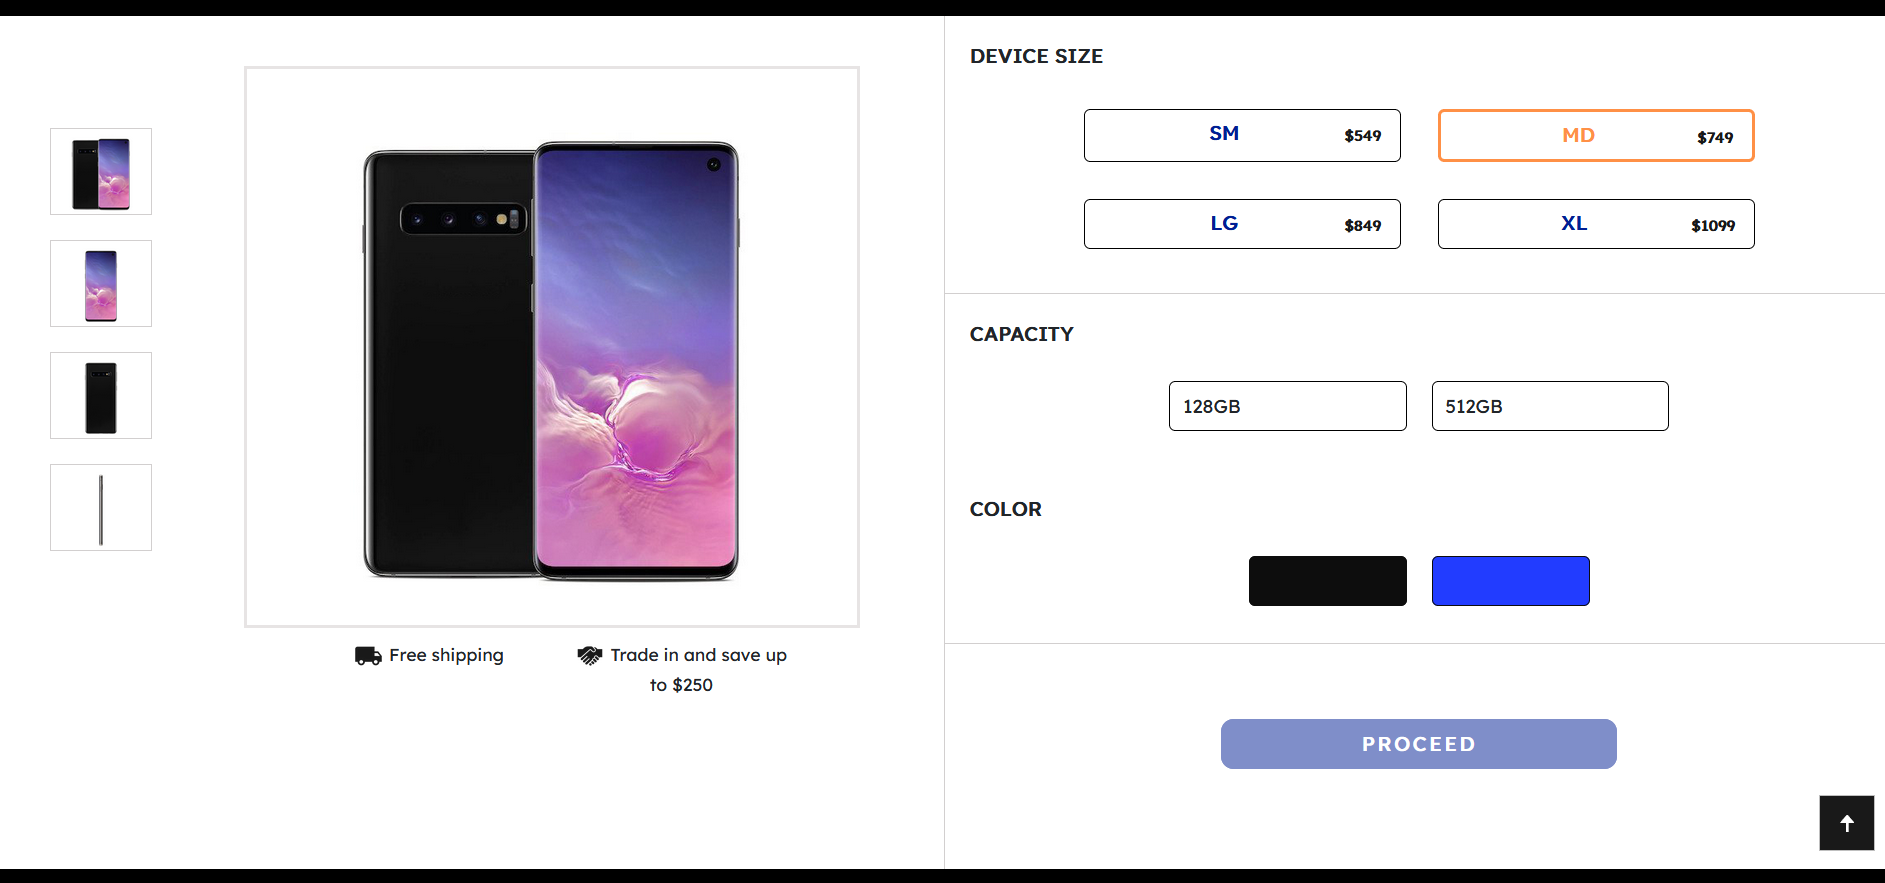 DEVICE SIZE
SM $549
MD $749
LG $849
XL $1099
CAPACITY
128GB
512GB
COLOR
Free shipping
Trade in and save up
to $250
PROCEED